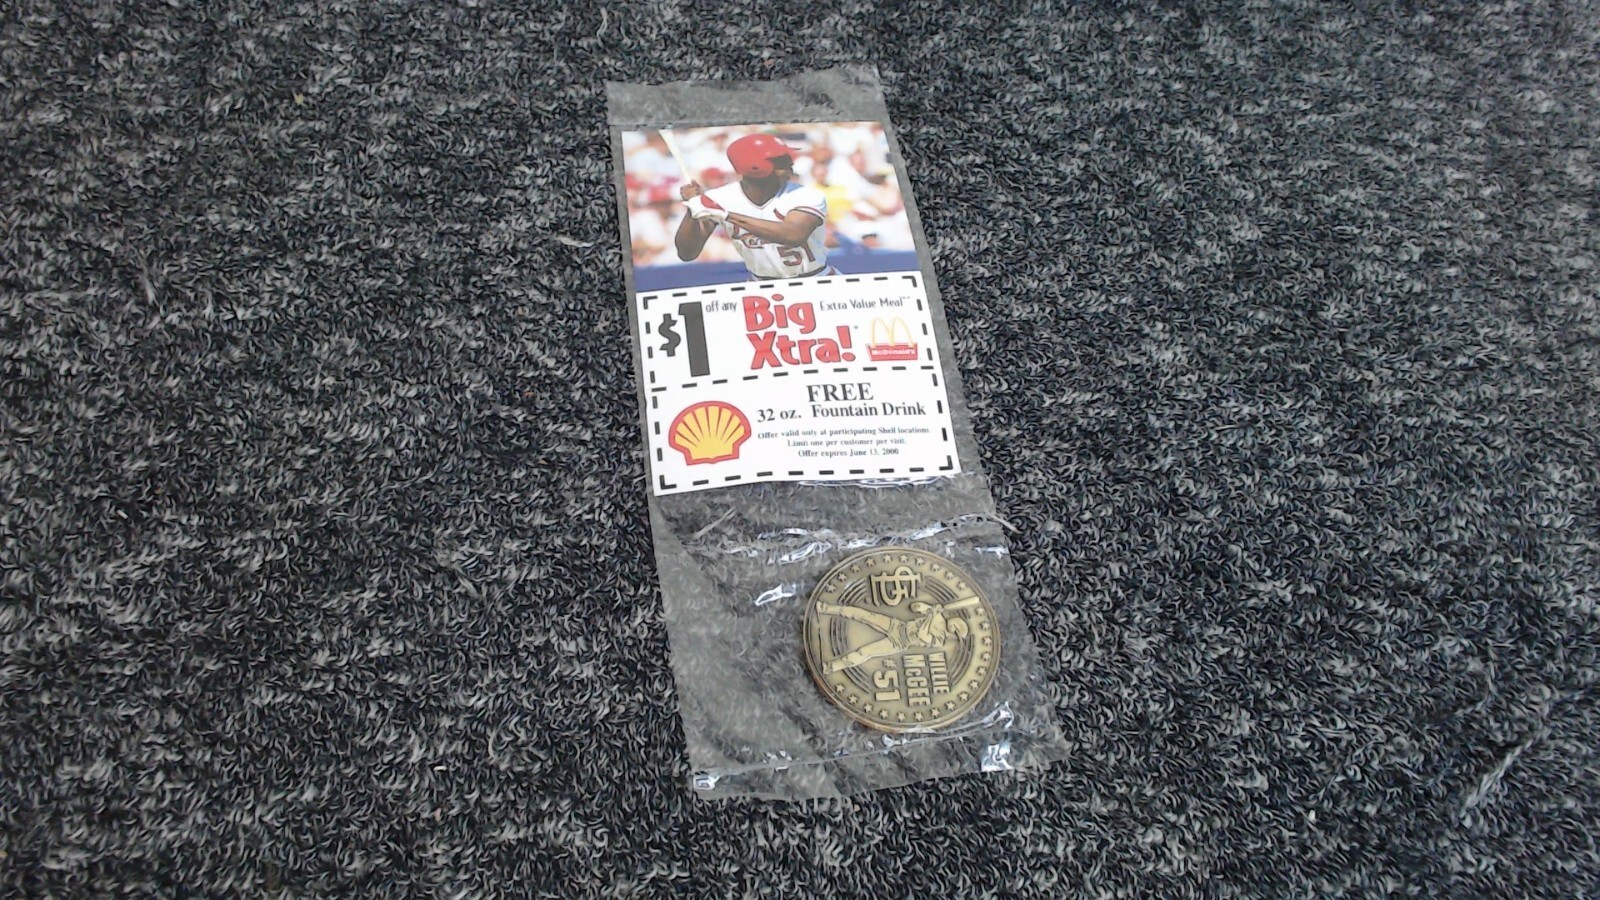 51
$1 off any Big Xtra! Extra Value Meal™
McDonald's
FREE
32 oz. Fountain Drink
Offer valid only at participating Shell locations.
Limit one per customer per visit.
Offer expires June 13, 2000
STL
WILLIE
McGEE
#51